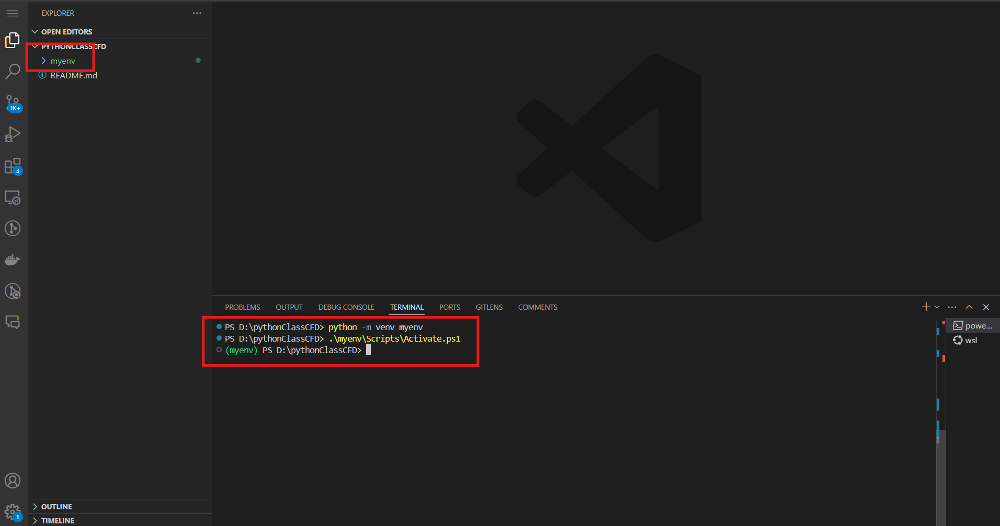 EXPLORER
OPEN EDITORS
PYTHONCLASSCFD
myenv
README.md
1K+
3
1
OUTLINE
TIMELINE
PROBLEMS OUTPUT DEBUG CONSOLE TERMINAL PORTS GITLENS COMMENTS
PS D:\pythonClassCFD> python -m venv myenv
PS D:\pythonClassCFD> .\myenv\Scripts\Activate.ps1
(myenv) PS D:\pythonClassCFD>
powe...
wsl